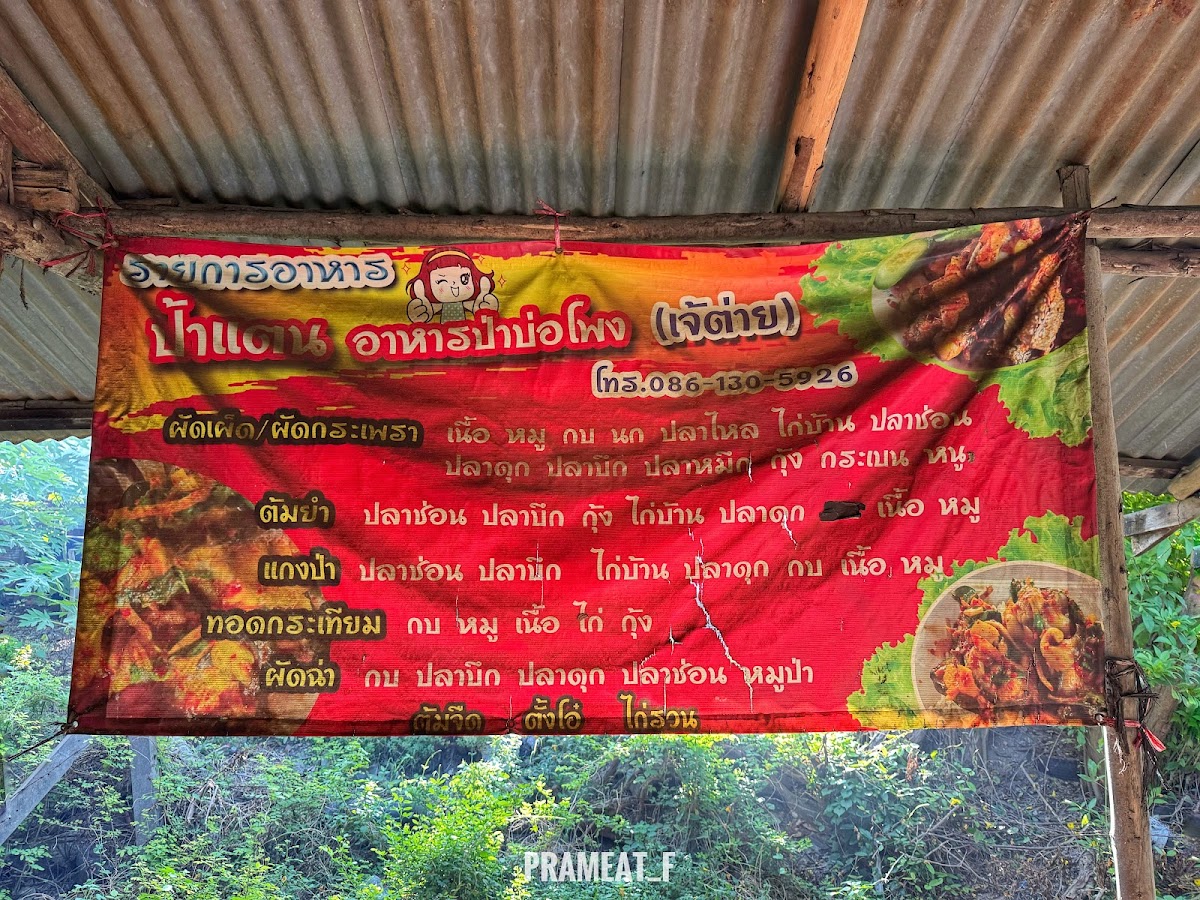 รายการอาหาร
ป้าแตน อาหารป่าบ่อโพง (เจ้ต่าย)
โทร.086-130-5926
ผัดเผ็ด/ผัดกระเพรา เนื้อ หมู กบ นก ปลาไหล ไก่บ้าน ปลาช่อน
ปลาดุก ปลาบึก ปลาหมึก กุ้ง กระเบน หนู
ต้มยำ ปลาช่อน ปลาบึก กุ้ง ไก่บ้าน ปลาดุก เนื้อ หมู
แกงป่า ปลาช่อน ปลาบึก ไก่บ้าน ปลาดุก กบ เนื้อ หมู
ทอดกระเทียม กบ หมู เนื้อ ไก่ กุ้ง
ผัดฉ่า กบ ปลาบึก ปลาดุก ปลาช่อน หมูป่า
ต้มจืด ตั้งโอ๋ ไก่รวน
PRAMEAT_F